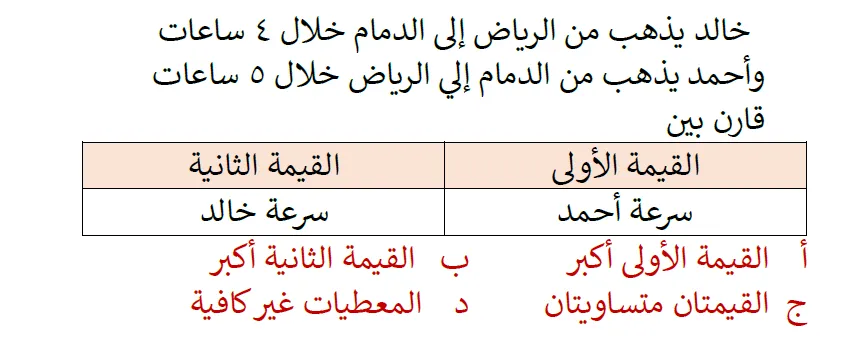 خالد يذهب من الرياض إلى الدمام خلال ٤ ساعات
وأحمد يذهب من الدمام إلي الرياض خلال ٥ ساعات
قارن بين
القيمة الأولى القيمة الثانية
سرعة أحمد سرعة خالد
أ القيمة الأولى أكبر ب القيمة الثانية أكبر
ج القيمتان متساويتان د المعطيات غير كافية